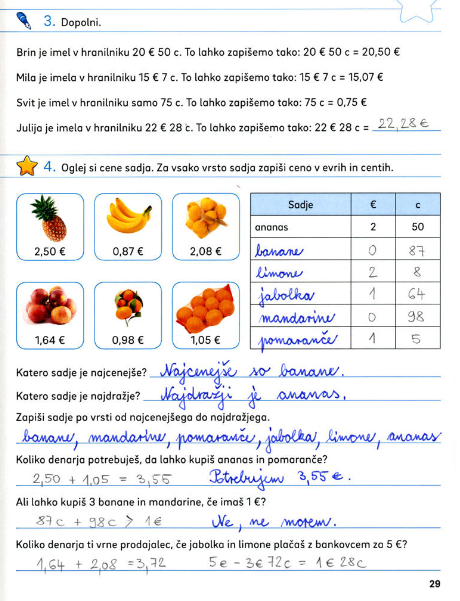 3. Dopolni.
Brin je imel v hranilniku 20 € 50 c. To lahko zapišemo tako: 20 € 50 c = 20,50 €
Mila je imela v hranilniku 15 € 7 c. To lahko zapišemo tako: 15 € 7 c = 15,07 €
Svit je imel v hranilniku samo 75 c. To lahko zapišemo tako: 75 c = 0,75 €
Julija je imela v hranilniku 22 € 28 c. To lahko zapišemo tako: 22 € 28 c = 22,28 €
4. Oglej si cene sadja. Za vsako vrsto sadja zapiši ceno v evrih in centih.
2,50 € 0,87 € 2,08 €
1,64 € 0,98 € 1,05 €
Sadje € c
ananas 2 50
banane 0 87
limone 2 8
jabolka 1 64
mandarine 0 98
pomaranče 1 5
Katero sadje je najcenejše? Najcenejše so banane.
Katero sadje je najdražje? Najdražji je ananas.
Zapiši sadje po vrsti od najcenejšega do najdražjega.
banane, mandarine, pomaranče, jabolka, limone, ananas
Koliko denarja potrebuješ, da lahko kupiš ananas in pomaranče?
2,50 + 1,05 = 3,55 Potrebujem 3,55 €.
Ali lahko kupiš 3 banane in mandarine, če imaš 1 €?
87c + 98c > 1€ Ne, ne morem.
Koliko denarja ti vrne prodajalec, če jabolka in limone plačaš z bankovcem za 5 €?
1,64 + 2,08 = 3,72 5€ - 3€ 72c = 1€ 28c
29